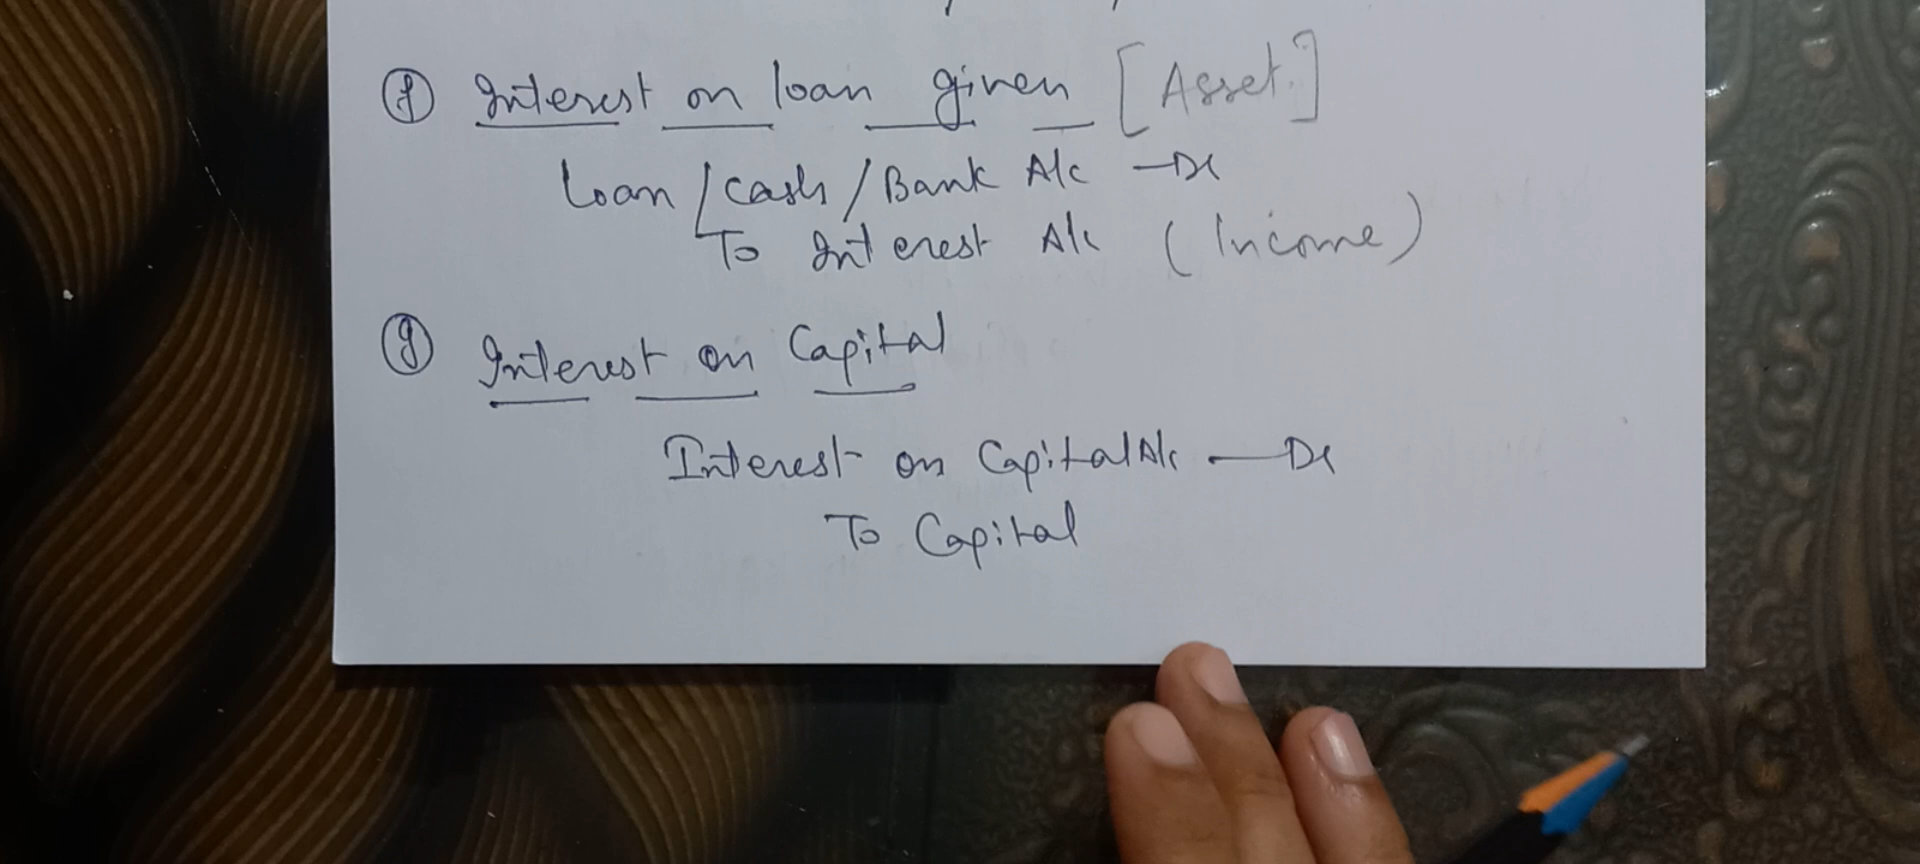 (f) Interest on loan given [Asset.]
Loan/Cash/Bank A/c — Dr
To Interest A/c (Income)
(g) Interest on Capital
Interest on Capital A/c — Dr
To Capital